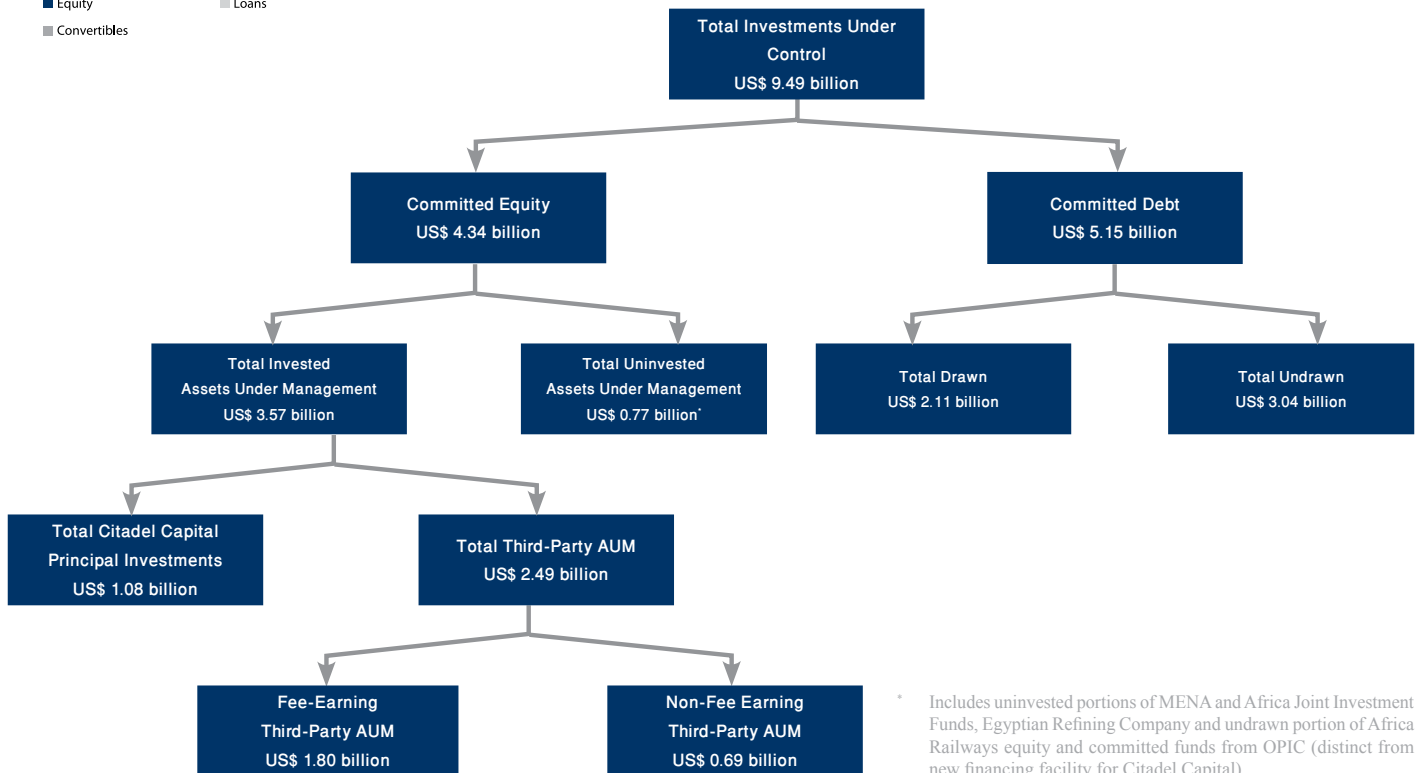 Equity
Loans
Convertibles
Total Investments Under
Control
US$ 9.49 billion
Committed Equity
US$ 4.34 billion
Committed Debt
US$ 5.15 billion
Total Invested
Assets Under Management
US$ 3.57 billion
Total Uninvested
Assets Under Management
US$ 0.77 billion*
Total Drawn
US$ 2.11 billion
Total Undrawn
US$ 3.04 billion
Total Citadel Capital
Principal Investments
US$ 1.08 billion
Total Third-Party AUM
US$ 2.49 billion
Fee-Earning
Third-Party AUM
US$ 1.80 billion
Non-Fee Earning
Third-Party AUM
US$ 0.69 billion
* Includes uninvested portions of MENA and Africa Joint Investment
Funds, Egyptian Refining Company and undrawn portion of Africa
Railways equity and committed funds from OPIC (distinct from
new financing facility for Citadel Capital)